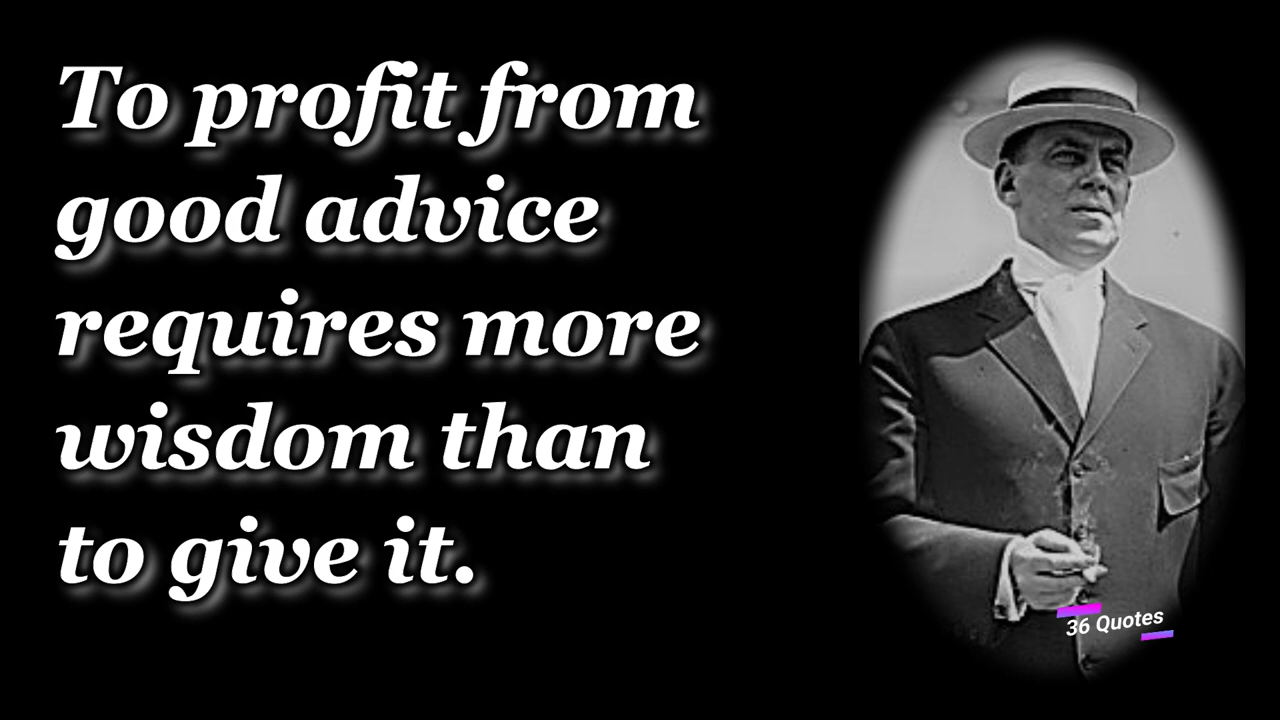 To profit from
good advice
requires more
wisdom than
to give it.
36 Quotes